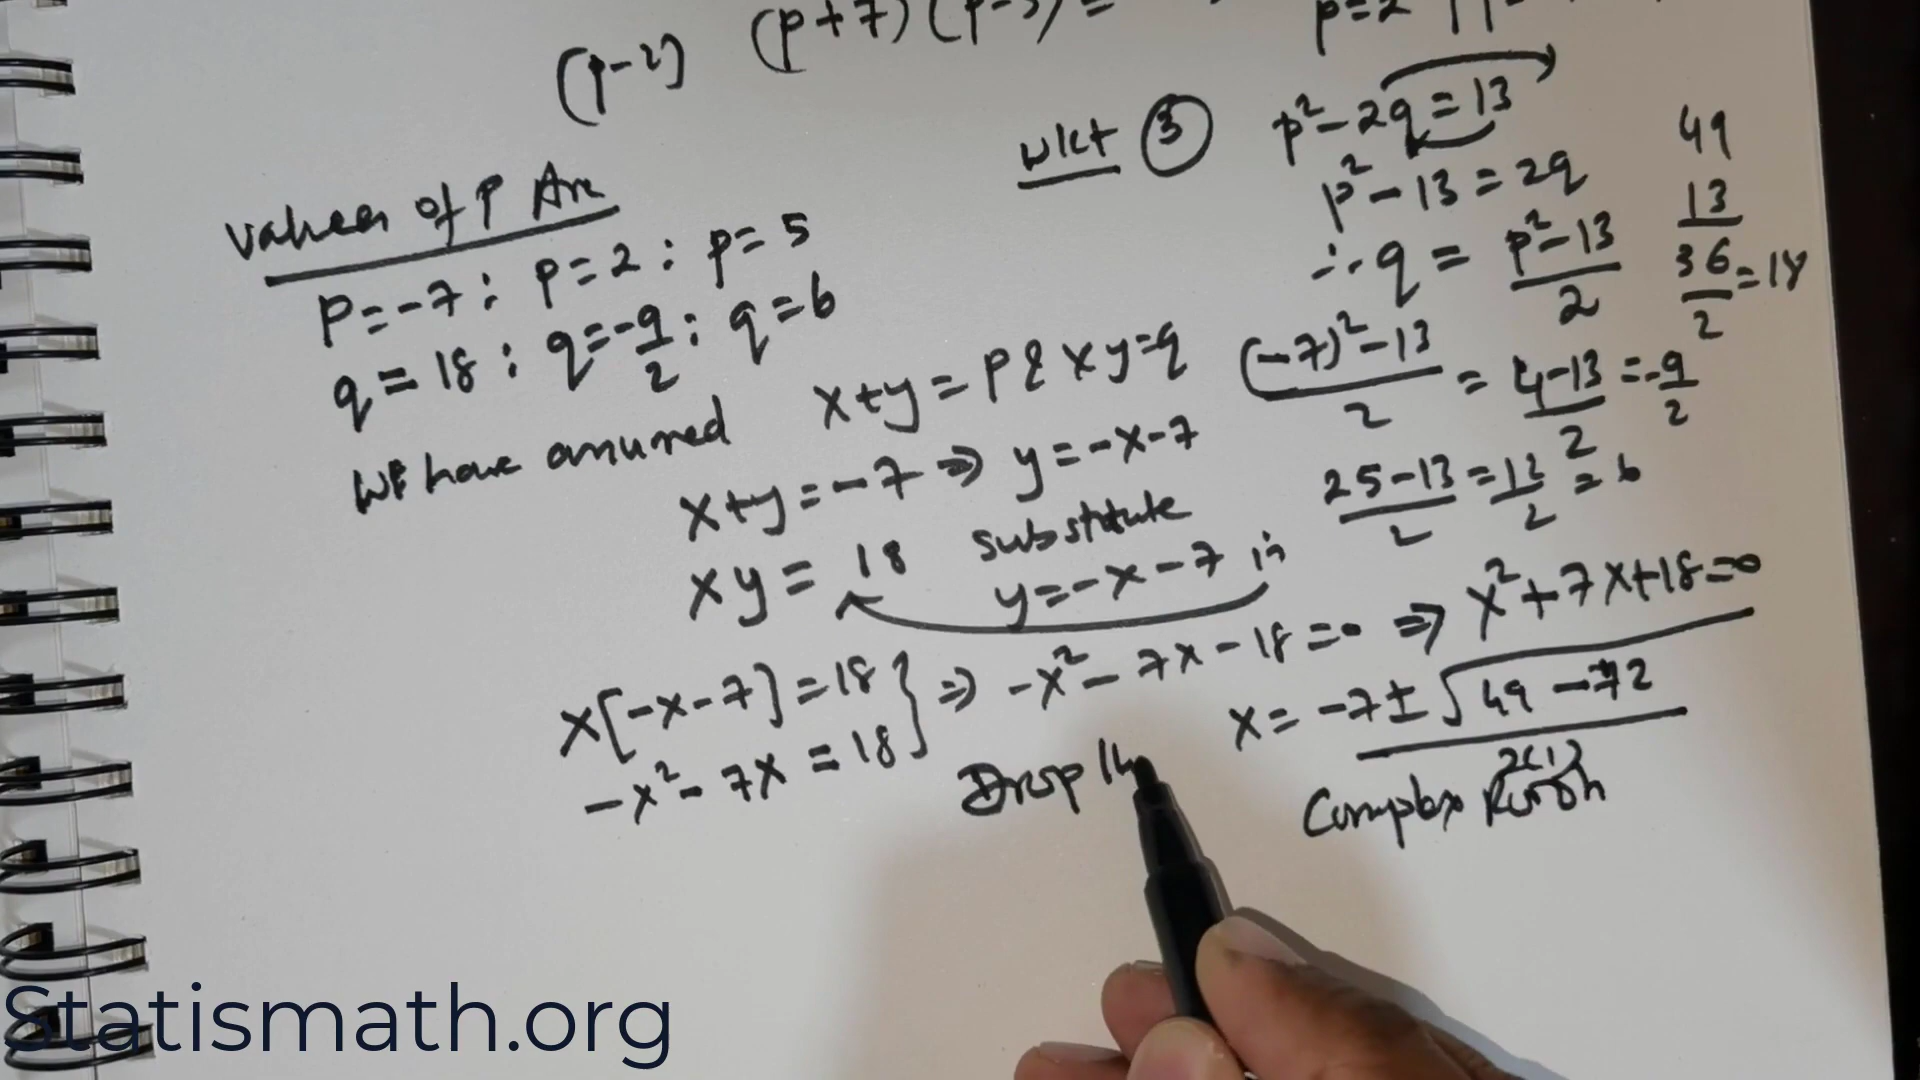 (p-2) (p+7)(p-5) =
p=2
wkt ③ p²-2q=13
p²-13=2q
∴ q = p²-13/2
49
13
36/2=18
Values of P Are
P=-7 ; p=2 ; p=5
q=18 ; q=-9/2 ; q=6
(-7)²-13/2 = 4-13/2 = -9/2
25-13/2 = 12/2 = 6
We have assumed x+y=P & xy=q
x+y=-7 ⇒ y=-x-7
xy=18 substitute
y=-x-7 in
x[-x-7]=18
-x²-7x=18 } ⇒ -x²-7x-18=0 ⇒ x²+7x+18=0
x= -7±√49-72/2(1)
Drop
Complex
Statismath.org